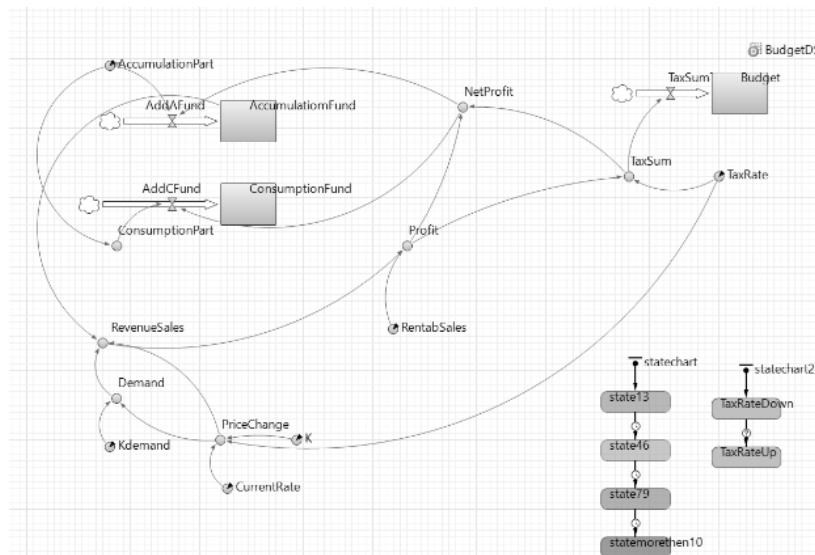 BudgetDS
AccumulationPart
TaxSum1
Budget
AddAFund
AccumulatiomFund
NetProfit
TaxSum
TaxRate
AddCFund
ConsumptionFund
ConsumptionPart
Profit
RentabSales
RevenueSales
Demand
PriceChange
K
Kdemand
CurrentRate
statechart
statechart2
state13
TaxRateDown
state46
TaxRateUp
state79
statemorethen10